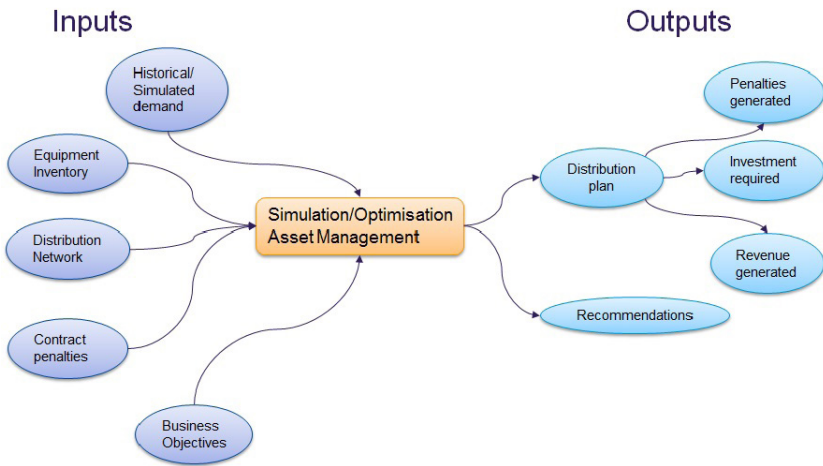 Inputs
Outputs
Historical/
Simulated
demand
Equipment
Inventory
Distribution
Network
Contract
penalties
Business
Objectives
Simulation/Optimisation
Asset Management
Distribution
plan
Penalties
generated
Investment
required
Revenue
generated
Recommendations